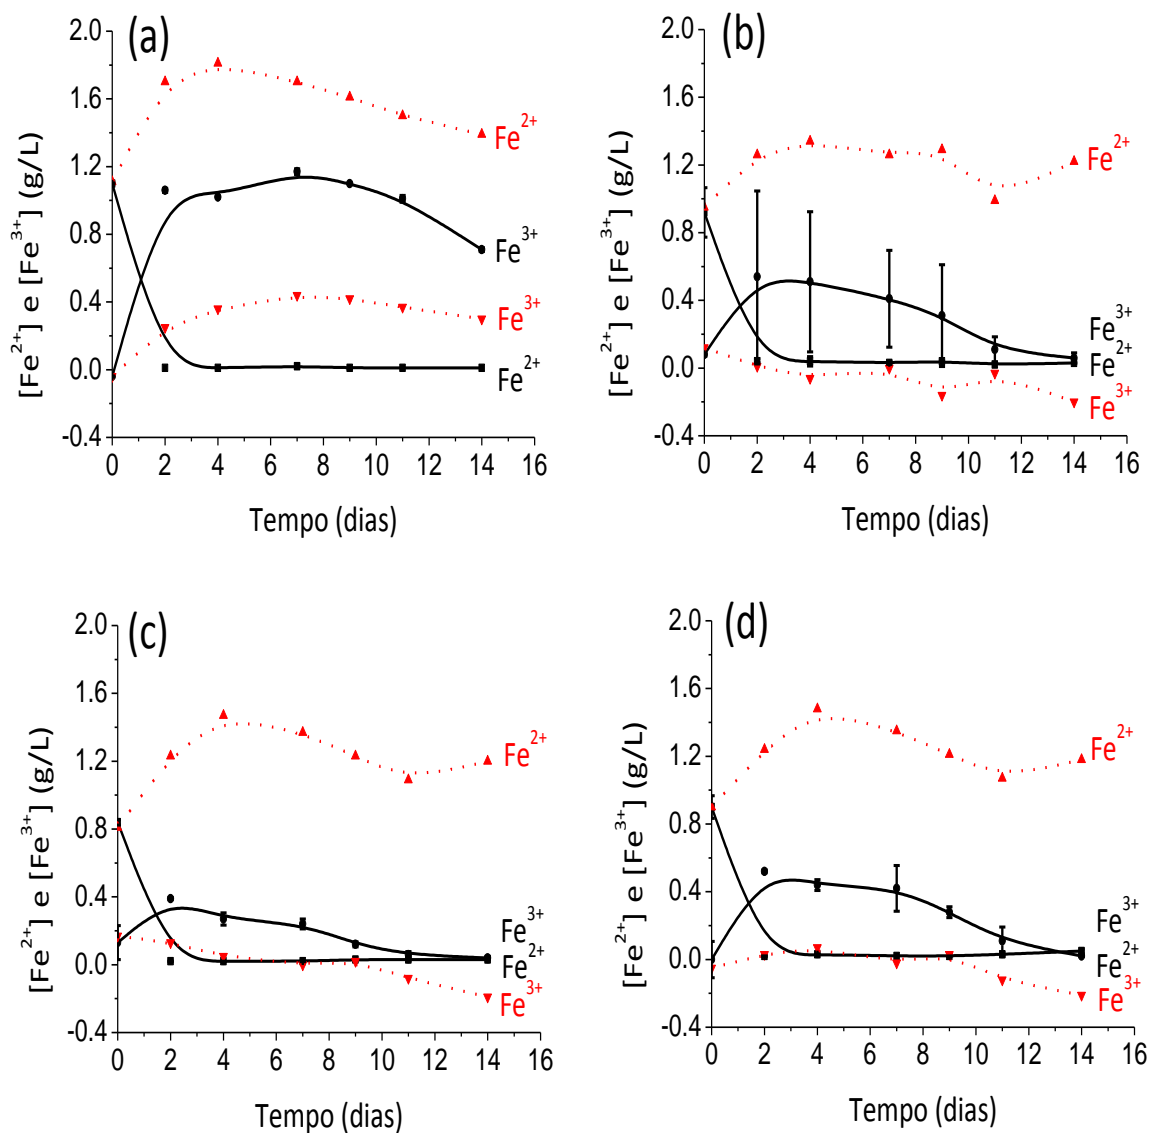 (a)
2.0
1.6
1.2
0.8
0.4
0.0
-0.4
[Fe²⁺] e [Fe³⁺] (g/L)
Fe²⁺
Fe³⁺
Fe³⁺
Fe²⁺
0 2 4 6 8 10 12 14 16
Tempo (dias)
(b)
2.0
1.6
1.2
0.8
0.4
0.0
-0.4
[Fe²⁺] e [Fe³⁺] (g/L)
Fe²⁺
Fe³⁺
Fe²⁺
Fe³⁺
0 2 4 6 8 10 12 14 16
Tempo (dias)
(c)
2.0
1.6
1.2
0.8
0.4
0.0
-0.4
[Fe²⁺] e [Fe³⁺] (g/L)
Fe²⁺
Fe³⁺
Fe²⁺
Fe³⁺
0 2 4 6 8 10 12 14 16
Tempo (dias)
(d)
2.0
1.6
1.2
0.8
0.4
0.0
-0.4
[Fe²⁺] e [Fe³⁺] (g/L)
Fe²⁺
Fe³⁺
Fe²⁺
Fe³⁺
0 2 4 6 8 10 12 14 16
Tempo (dias)